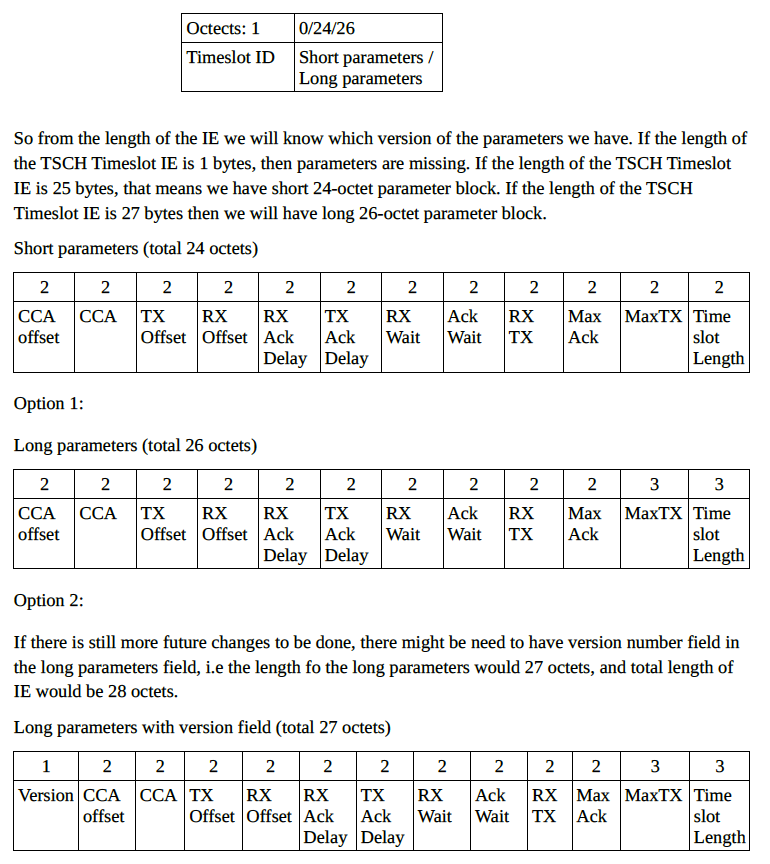 Octects: 1 0/24/26
Timeslot ID Short parameters /
Long parameters
So from the length of the IE we will know which version of the parameters we have. If the length of
the TSCH Timeslot IE is 1 bytes, then parameters are missing. If the length of the TSCH Timeslot
IE is 25 bytes, that means we have short 24-octet parameter block. If the length of the TSCH
Timeslot IE is 27 bytes then we will have long 26-octet parameter block.
Short parameters (total 24 octets)
2 2 2 2 2 2 2 2 2 2 2 2
CCA CCA TX RX RX TX RX Ack RX Max MaxTX Time
offset Offset Offset Ack Ack Wait Wait TX Ack slot
Delay Delay Length
Option 1:
Long parameters (total 26 octets)
2 2 2 2 2 2 2 2 2 2 3 3
CCA CCA TX RX RX TX RX Ack RX Max MaxTX Time
offset Offset Offset Ack Ack Wait Wait TX Ack slot
Delay Delay Length
Option 2:
If there is still more future changes to be done, there might be need to have version number field in
the long parameters field, i.e the length fo the long parameters would 27 octets, and total length of
IE would be 28 octets.
Long parameters with version field (total 27 octets)
1 2 2 2 2 2 2 2 2 2 2 3 3
Version CCA CCA TX RX RX TX RX Ack RX Max MaxTX Time
offset Offset Offset Ack Ack Wait Wait TX Ack slot
Delay Delay Length